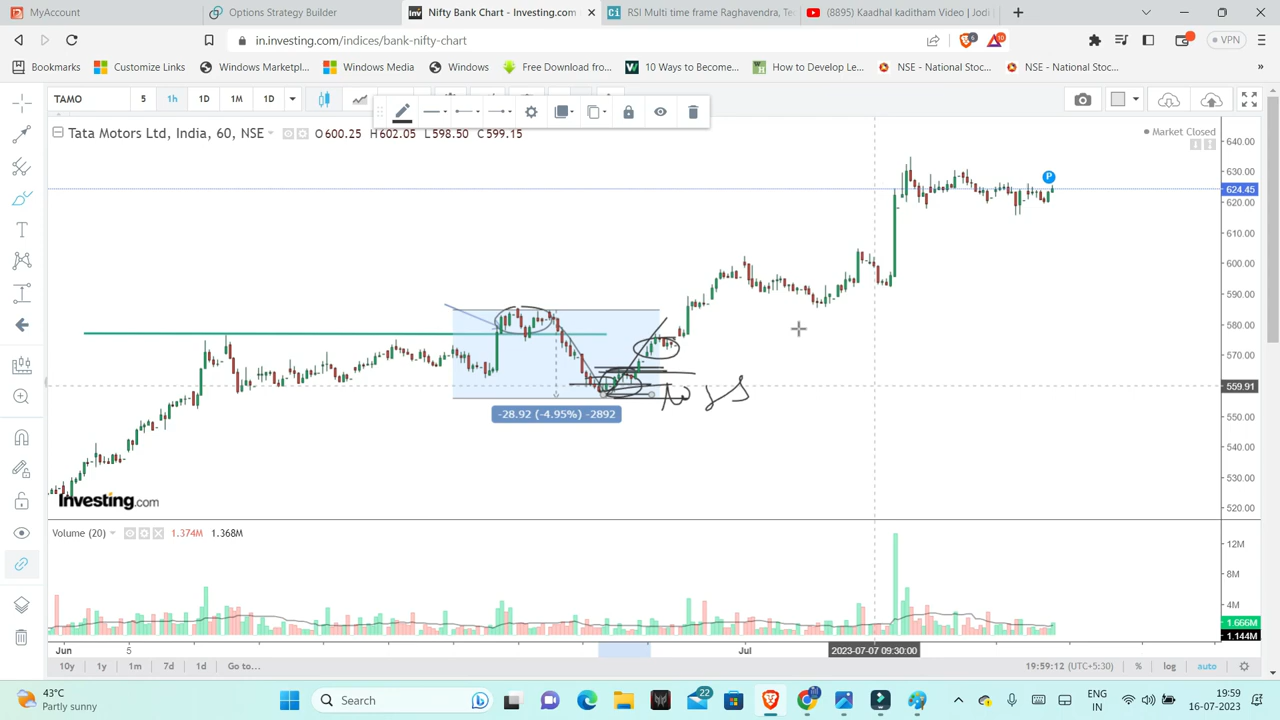 MyAccount
Options Strategy Builder
Nifty Bank Chart - Investing.com
RSI Multi time frame Raghavendra, Te
(8895) Kaadhal kaditham Video | Jodi
in.investing.com/indices/bank-nifty-chart
6
10
VPN
Bookmarks
Customize Links
Windows Marketpl...
Windows Media
Windows
Free Download fro...
10 Ways to Become...
How to Develop Le...
NSE - National Stoc...
NSE - National Stoc...
TAMO
5
1h
1D
1M
1D
Tata Motors Ltd, India, 60, NSE
O600.25 H602.05 L598.50 C599.15
Market Closed
640.00
630.00
P
624.45
620.00
610.00
600.00
590.00
580.00
570.00
559.91
550.00
540.00
530.00
520.00
-28.92 (-4.95%) -2892
Investing.com
Volume (20)
1.374M 1.368M
12M
8M
4M
1.666M
1.144M
Jun
5
Jul
2023-07-07 09:30:00
10y
1y
1m
7d
1d
Go to...
19:59:12 (UTC+5:30)
%
log
auto
43°C
Partly sunny
Search
22
ENG
IN
19:59
16-07-2023